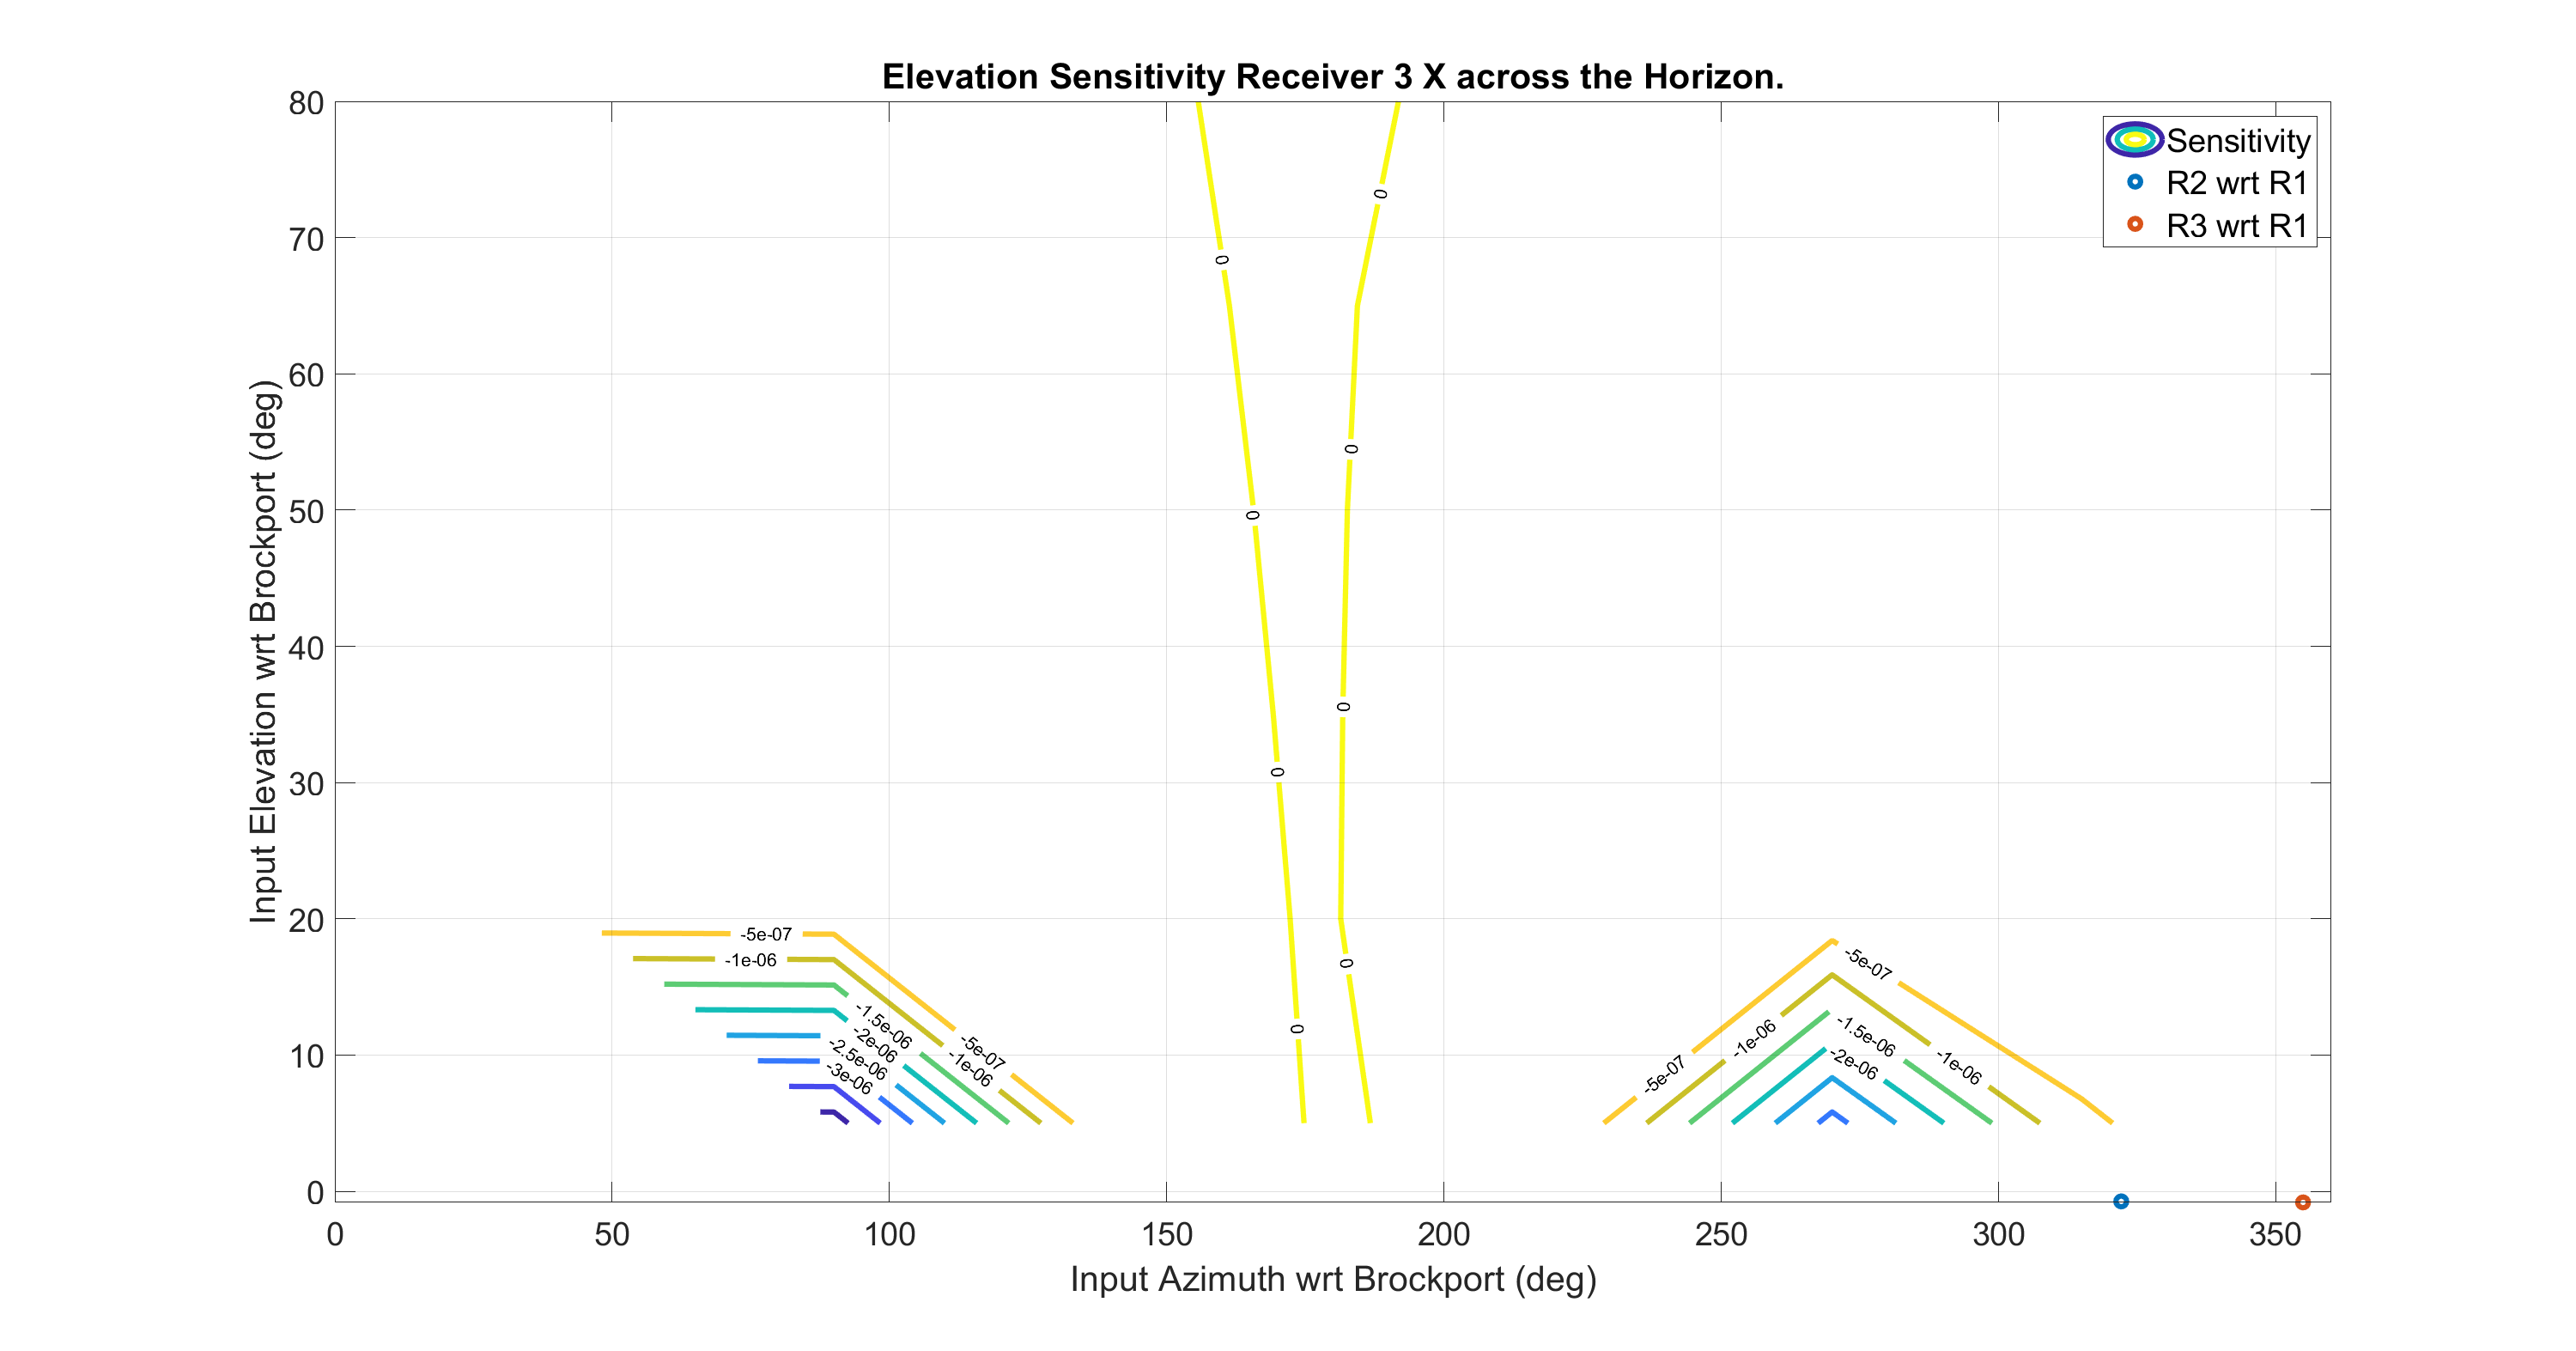 Elevation Sensitivity Receiver 3 X across the Horizon.
Sensitivity
R2 wrt R1
R3 wrt R1
Input Elevation wrt Brockport (deg)
80
70
60
50
40
30
20
10
0
0
0
0
0
0
0
0
0
0
-5e-07
-1e-06
-1.5e-06
-2e-06
-2.5e-06
-3e-06
-5e-07
-1e-06
-5e-07
-1e-06
-5e-07
-1.5e-06
-2e-06
-1e-06
0
50
100
150
200
250
300
350
Input Azimuth wrt Brockport (deg)